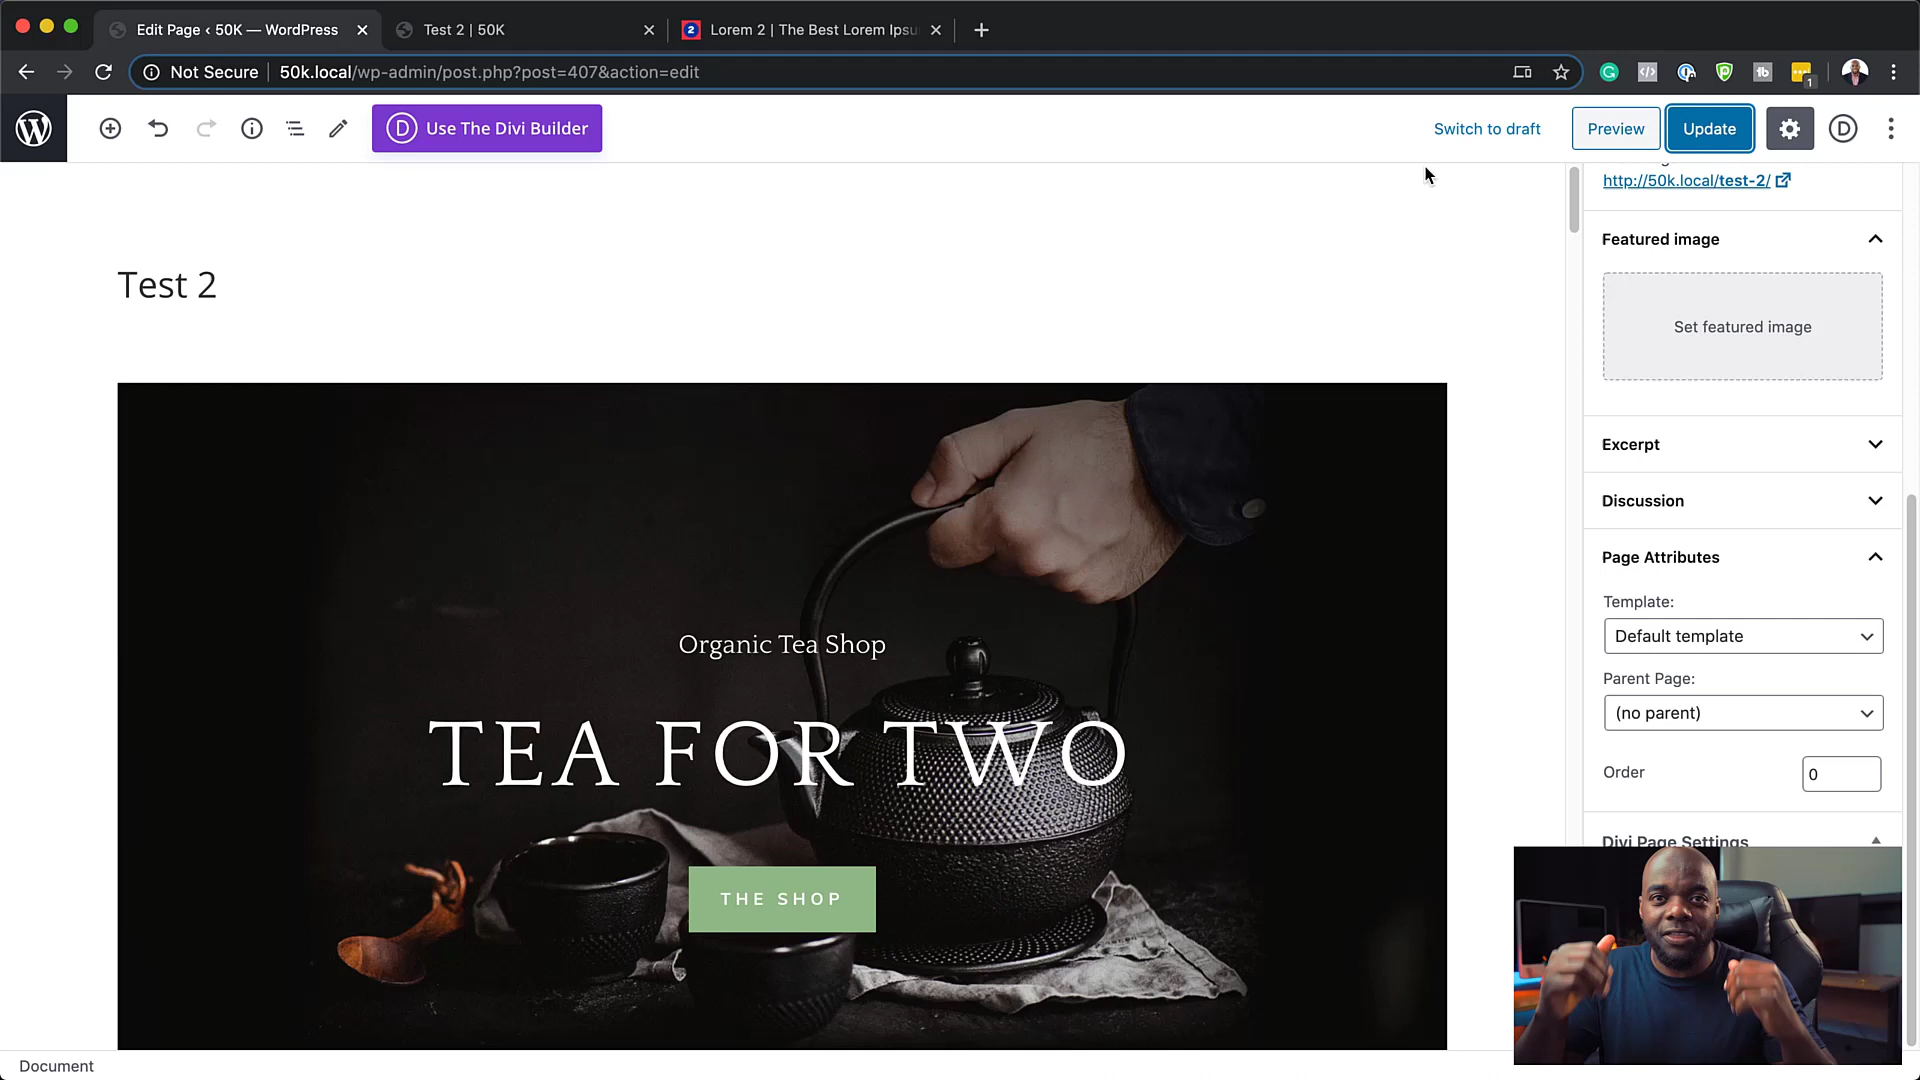 Edit Page ‹ 50K — WordPress
Test 2 | 50K
2
Lorem 2 | The Best Lorem Ipsu
Not Secure
50k.local/wp-admin/post.php?post=407&action=edit
tb
1
D Use The Divi Builder
Switch to draft
Preview
Update
D
http://50k.local/test-2/
Featured image
Set featured image
Test 2
Excerpt
Discussion
Page Attributes
Template:
Default template
Parent Page:
(no parent)
Order
0
Divi Page Settings
Organic Tea Shop
TEA FOR TWO
THE SHOP
Document